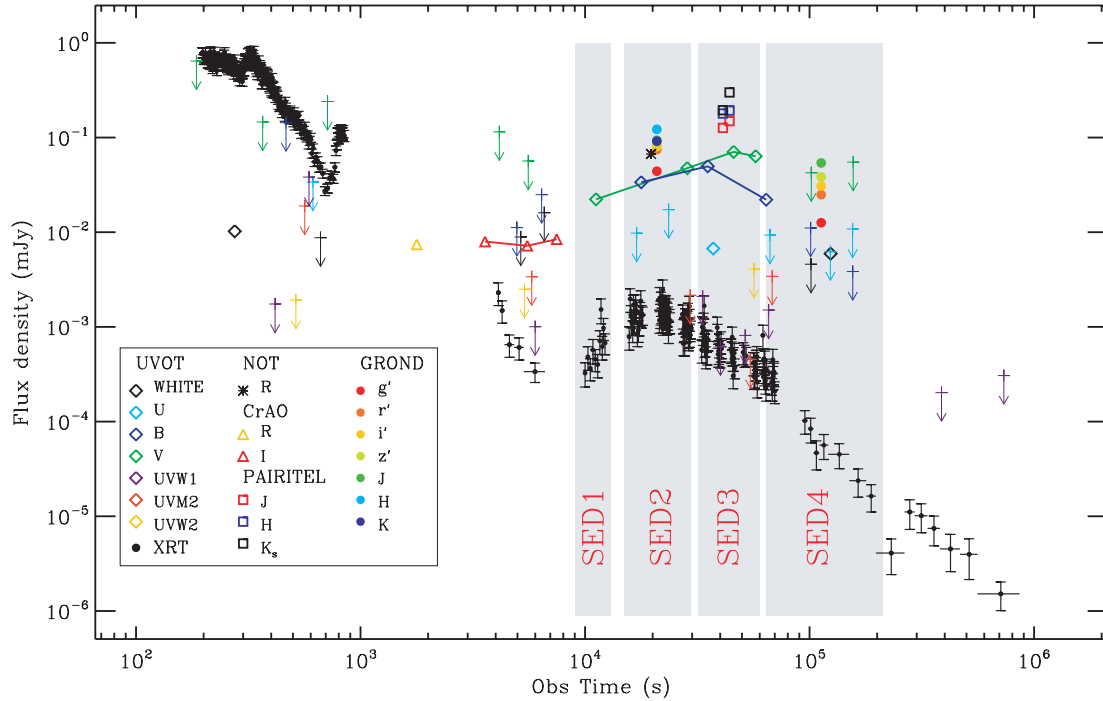 10^0
10^-1
10^-2
10^-3
10^-4
10^-5
10^-6
Flux density (mJy)
UVOT
WHITE
U
B
V
UVW1
UVM2
UVW2
XRT
NOT
R
CrAO
R
I
PAIRITEL
J
H
K_s
GROND
g'
r'
i'
z'
J
H
K
SED1
SED2
SED3
SED4
10^2
10^3
10^4
10^5
10^6
Obs Time (s)